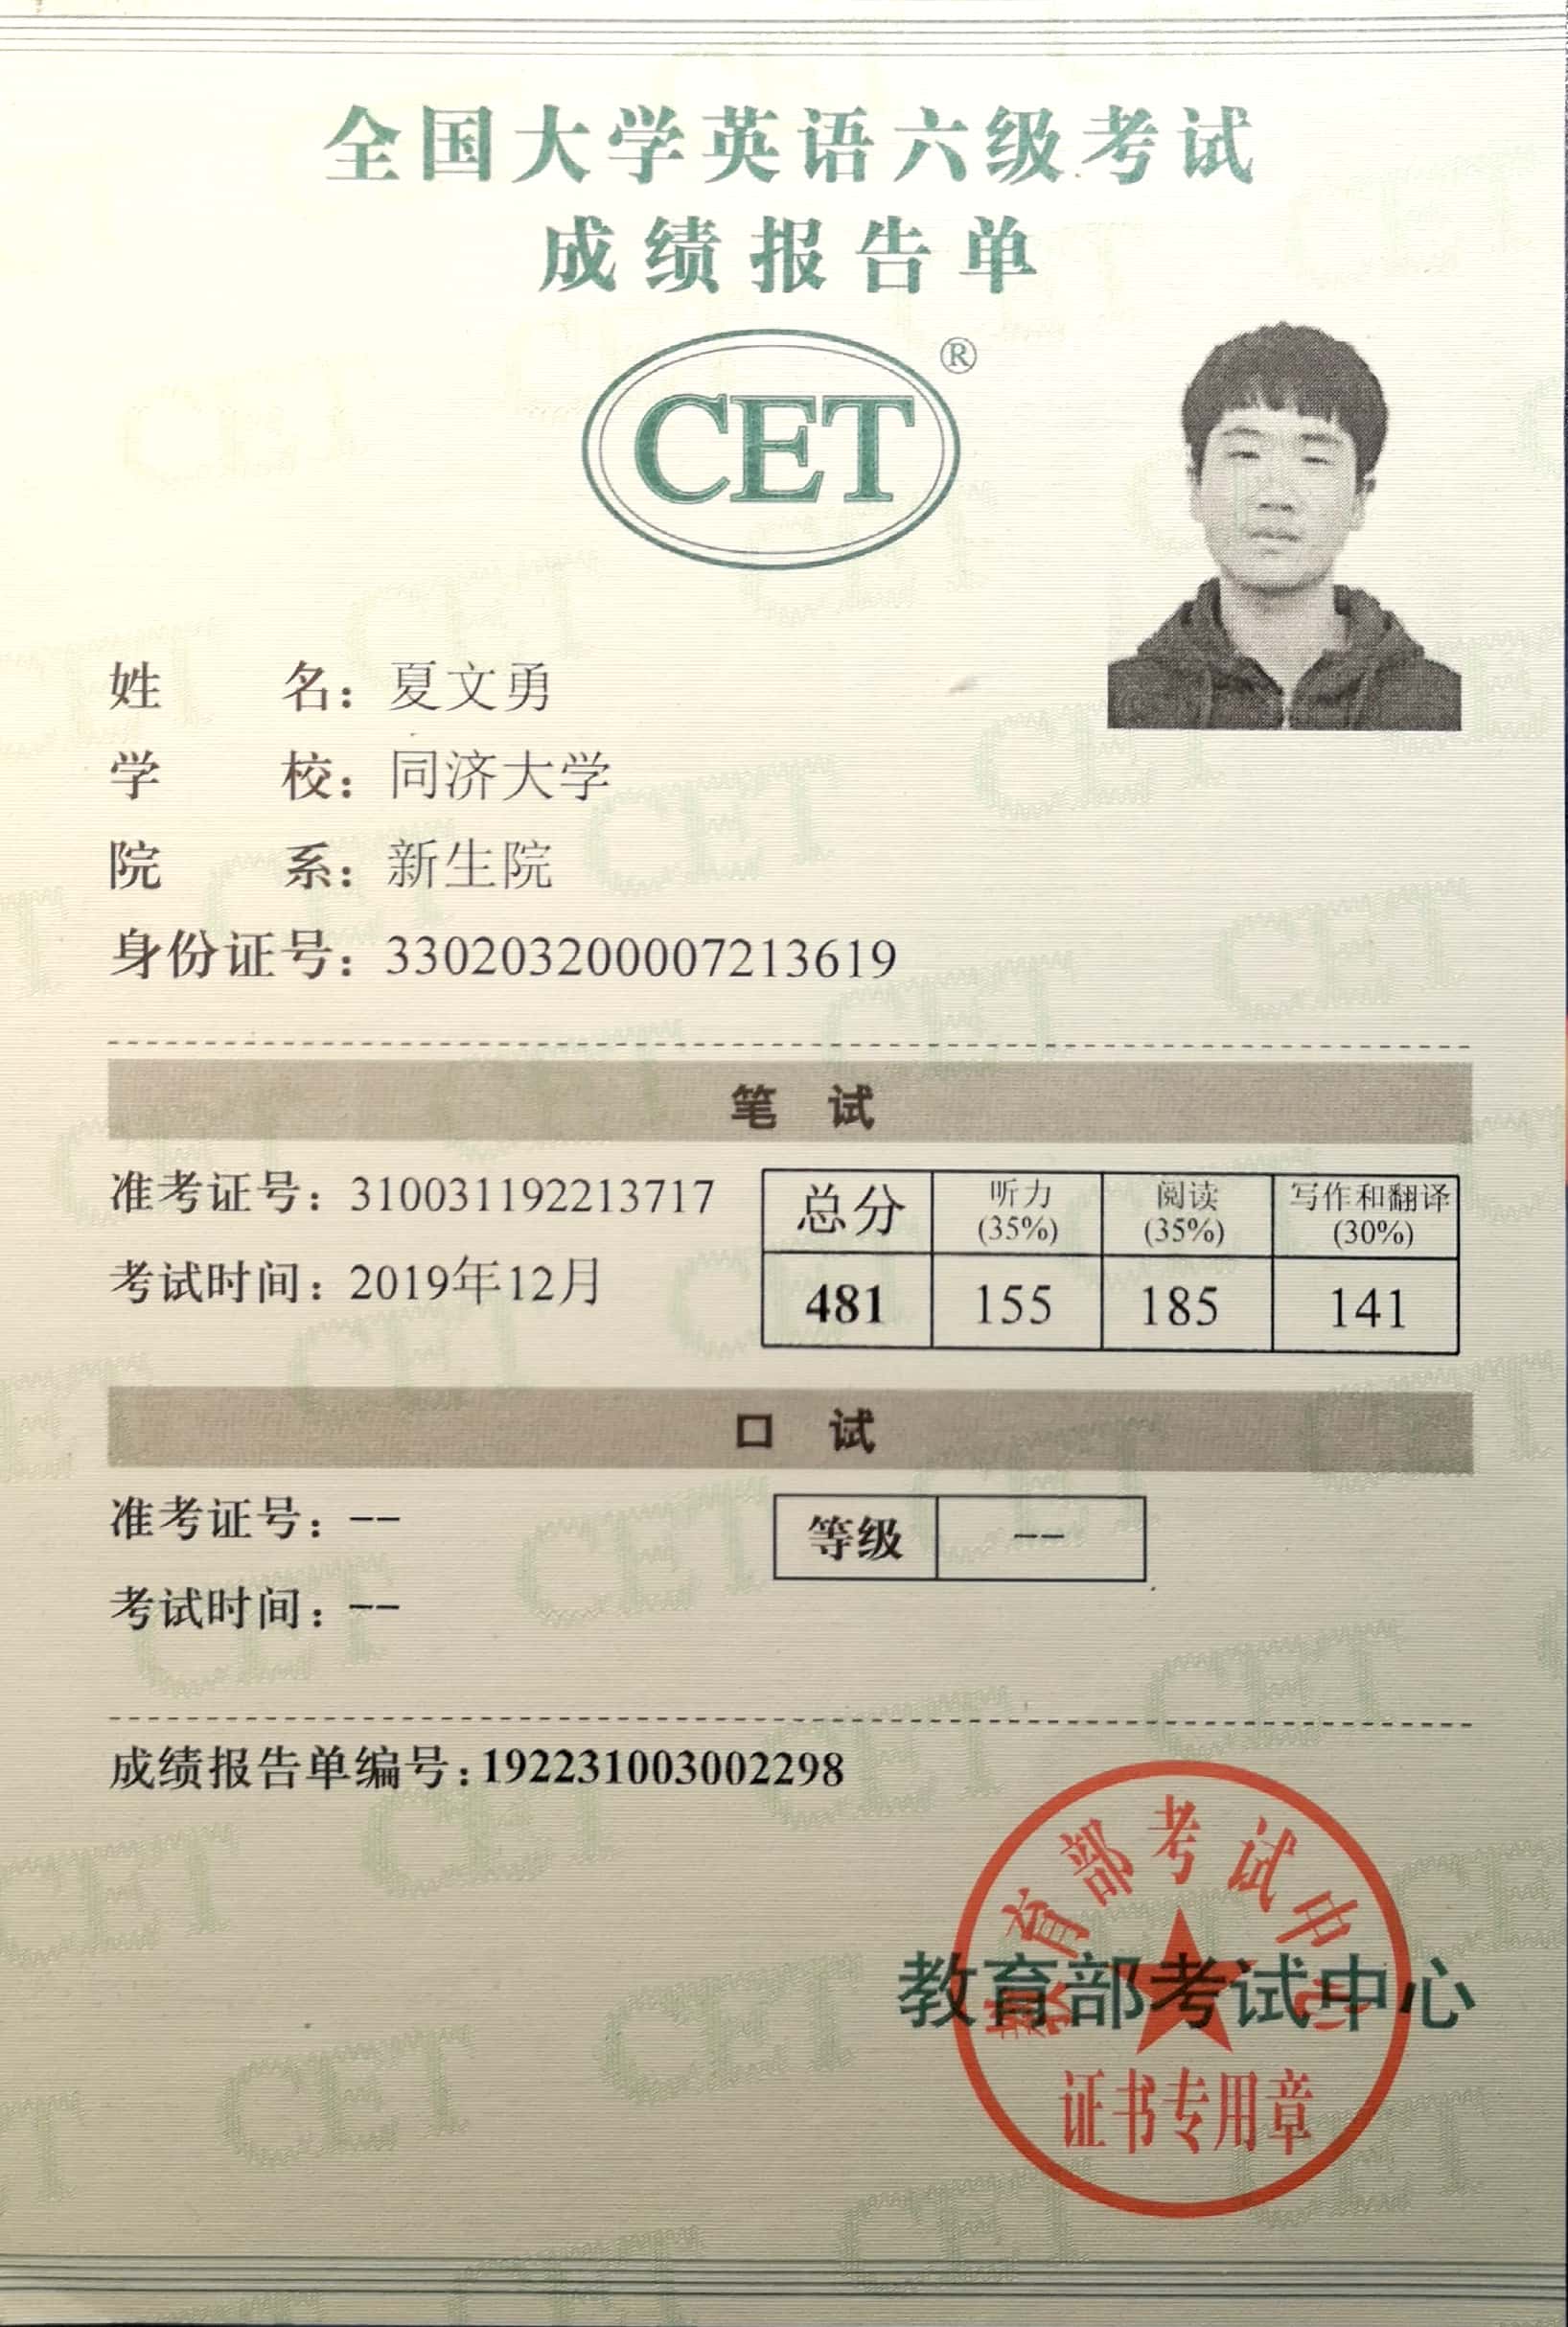 全国大学英语六级考试
成绩报告单
CET®
姓 名：夏文勇
学 校：同济大学
院 系：新生院
身份证号：330203200007213619
笔 试
准考证号：310031192213717
考试时间：2019年12月
总分 听力(35%) 阅读(35%) 写作和翻译(30%)
481 155 185 141
口 试
准考证号：--
考试时间：--
等级 --
成绩报告单编号：192231003002298
教育部考试中心
教育部考试中心
证书专用章